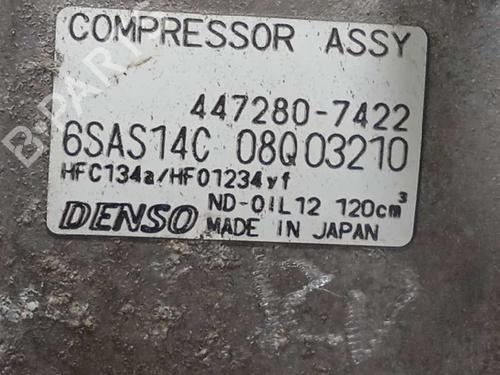 COMPRESSOR ASSY
447280-7422
6SAS14C 08Q03210
HFC134a/HFO1234yf
ND-OIL12 120cm³
DENSO MADE IN JAPAN